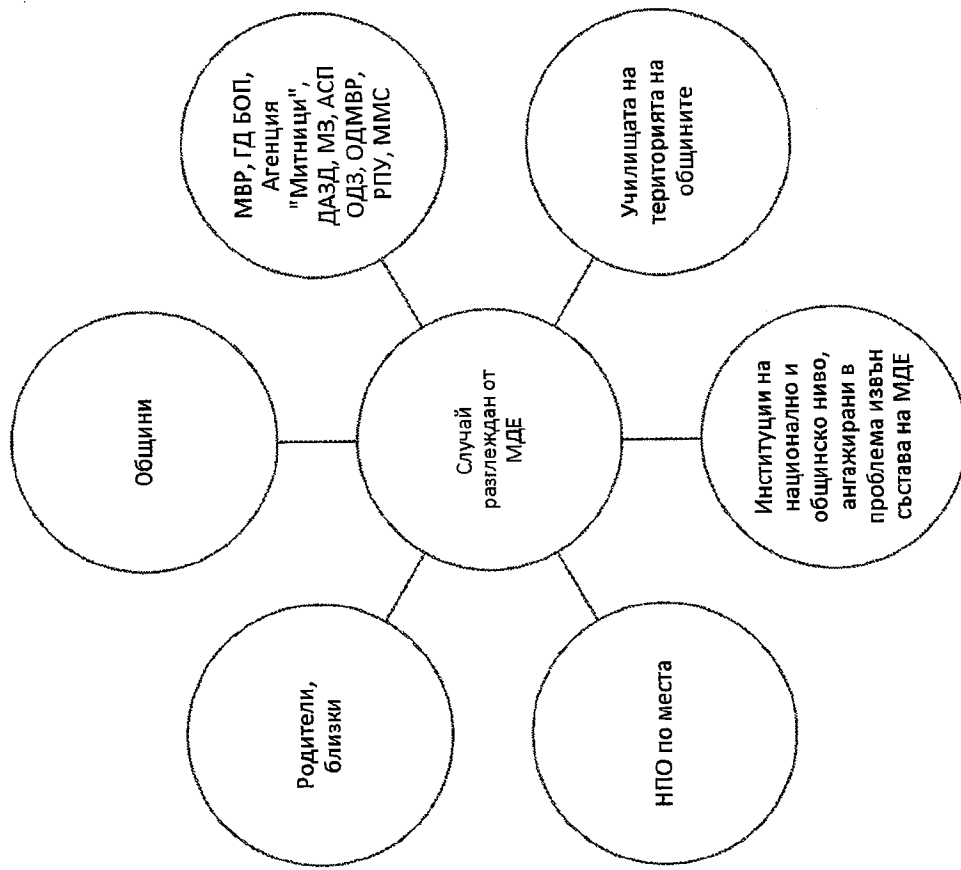 Общини
Родители,
близки
МВР, ГД БОП,
Агенция
"Митници",
ДАЗД, МЗ, АСП
ОДЗ, ОДМВР,
РПУ, ММС
Случай
разглеждан от
МДЕ
НПО по места
Училищата на
територията на
общините
Институции на
национално и
общинско ниво,
ангажирани в
проблема извън
състава на МДЕ